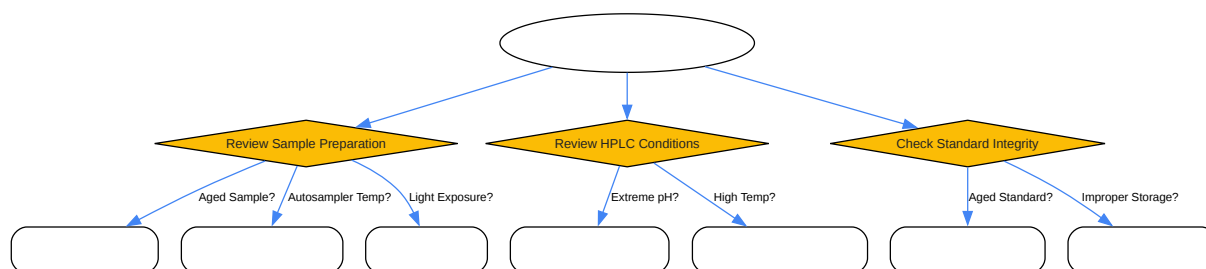 Review Sample Preparation
Review HPLC Conditions
Check Standard Integrity
Aged Sample?
Autosampler Temp?
Light Exposure?
Extreme pH?
High Temp?
Aged Standard?
Improper Storage?